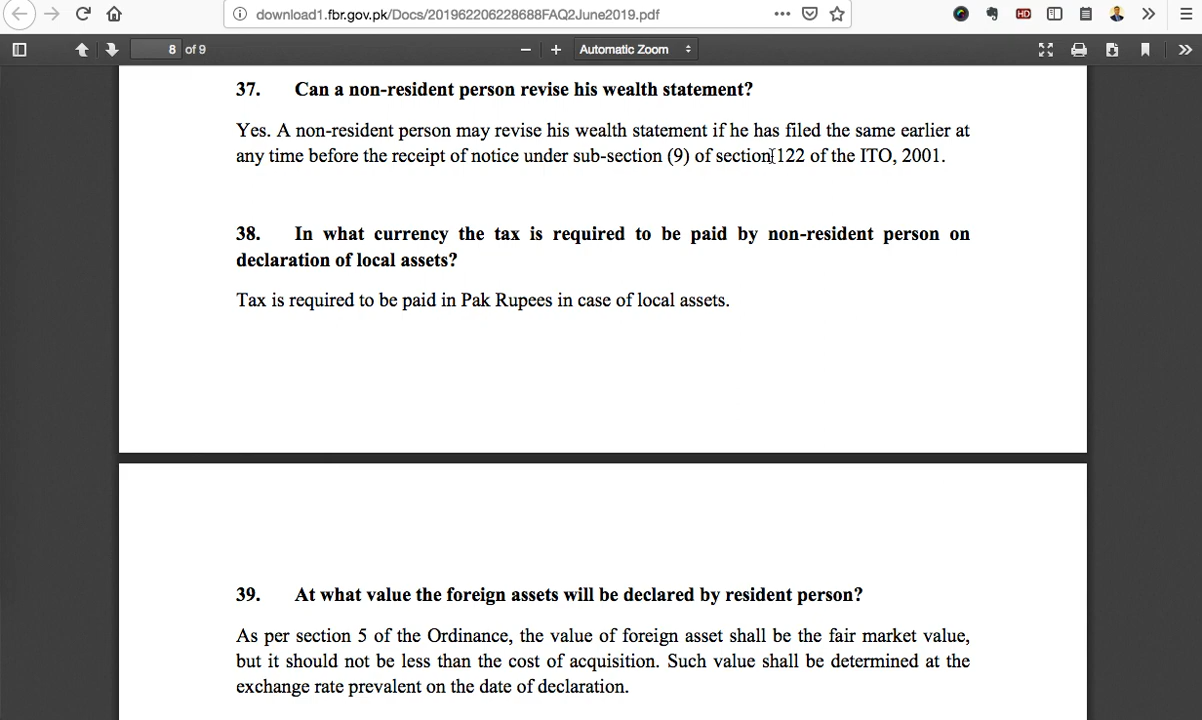 download1.fbr.gov.pk/Docs/201962206228688FAQ2June2019.pdf
HD
8 of 9
Automatic Zoom
37. Can a non-resident person revise his wealth statement?
Yes. A non-resident person may revise his wealth statement if he has filed the same earlier at
any time before the receipt of notice under sub-section (9) of section 122 of the ITO, 2001.
38. In what currency the tax is required to be paid by non-resident person on
declaration of local assets?
Tax is required to be paid in Pak Rupees in case of local assets.
39. At what value the foreign assets will be declared by resident person?
As per section 5 of the Ordinance, the value of foreign asset shall be the fair market value,
but it should not be less than the cost of acquisition. Such value shall be determined at the
exchange rate prevalent on the date of declaration.